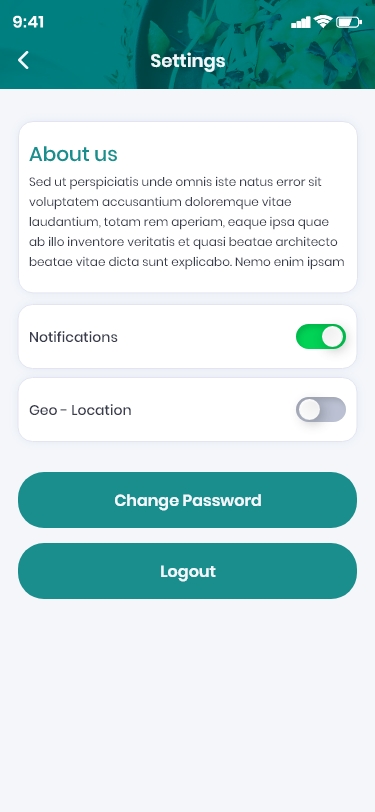 9:41
Settings
About us
Sed ut perspiciatis unde omnis iste natus error sit
voluptatem accusantium doloremque vitae
laudantium, totam rem aperiam, eaque ipsa quae
ab illo inventore veritatis et quasi beatae architecto
beatae vitae dicta sunt explicabo. Nemo enim ipsam
Notifications
Geo - Location
Change Password
Logout